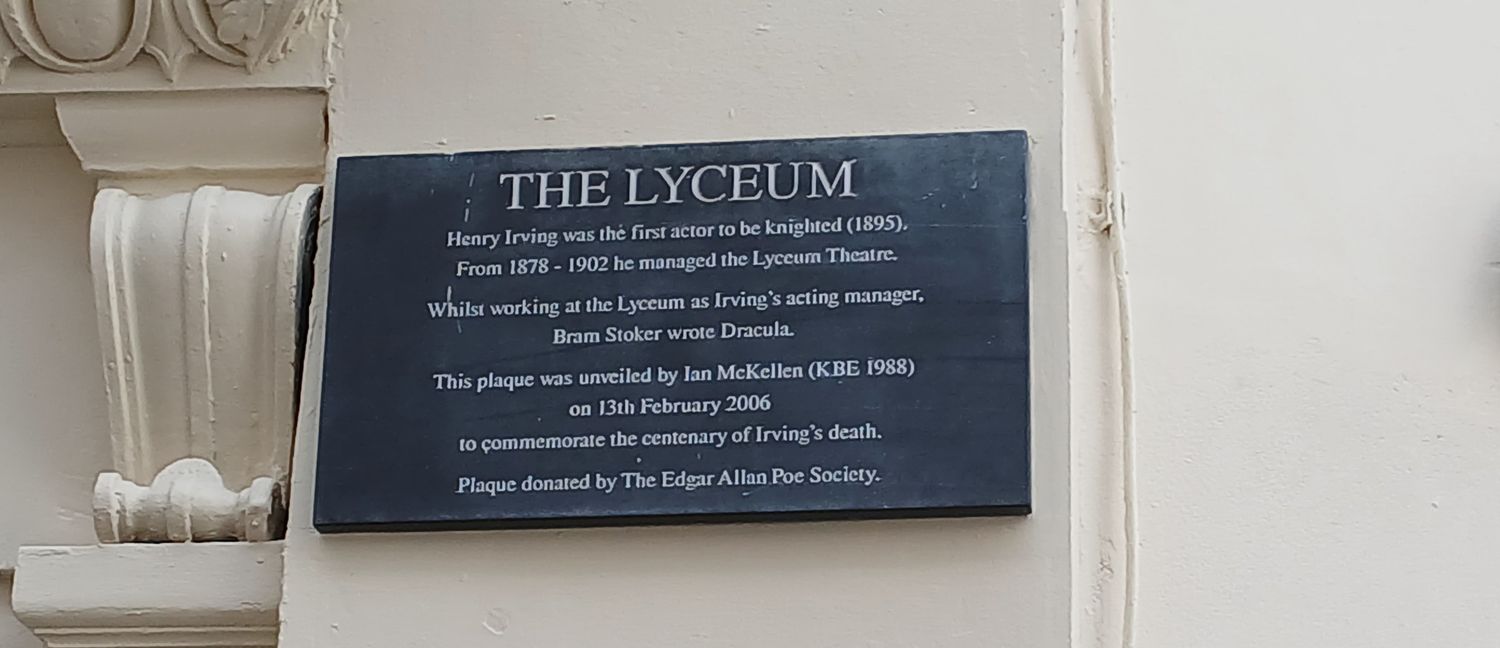 THE LYCEUM
Henry Irving was the first actor to be knighted (1895).
From 1878 - 1902 he managed the Lyceum Theatre.
Whilst working at the Lyceum as Irving's acting manager,
Bram Stoker wrote Dracula.
This plaque was unveiled by Ian McKellen (KBE 1988)
on 13th February 2006
to commemorate the centenary of Irving's death.
Plaque donated by The Edgar Allan Poe Society.